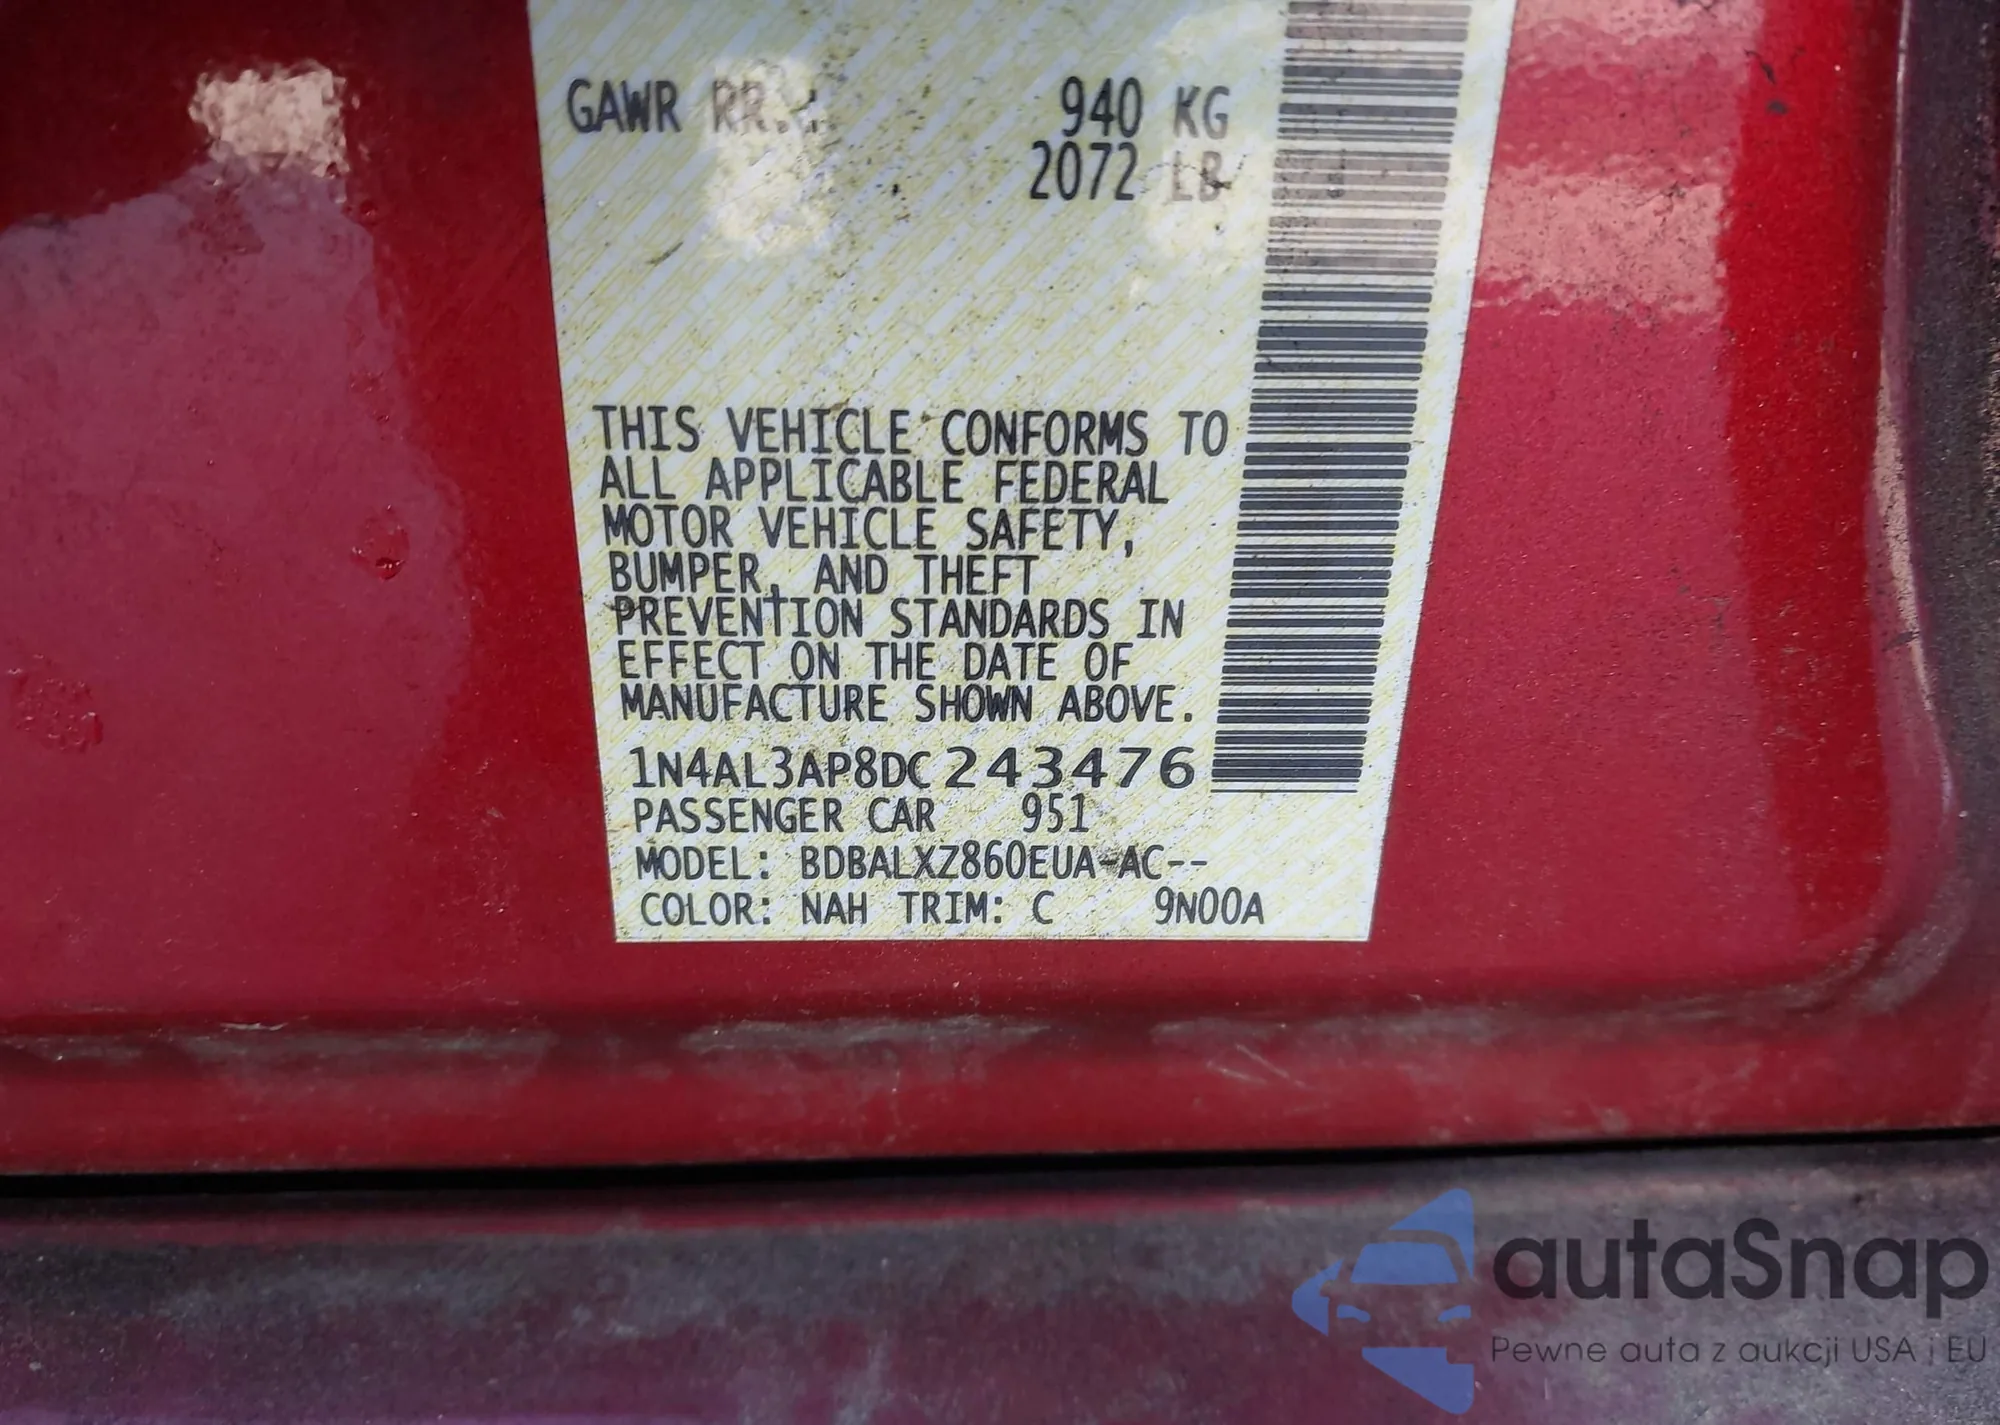 GAWR RR: 940 KG
2072 LB
THIS VEHICLE CONFORMS TO
ALL APPLICABLE FEDERAL
MOTOR VEHICLE SAFETY,
BUMPER, AND THEFT
PREVENTION STANDARDS IN
EFFECT ON THE DATE OF
MANUFACTURE SHOWN ABOVE.
1N4AL3AP8DC243476
PASSENGER CAR 951
MODEL: BDBALXZ860EUA-AC--
COLOR: NAH TRIM: C 9N00A
autaSnap
Pewne auta z aukcji USA i EU